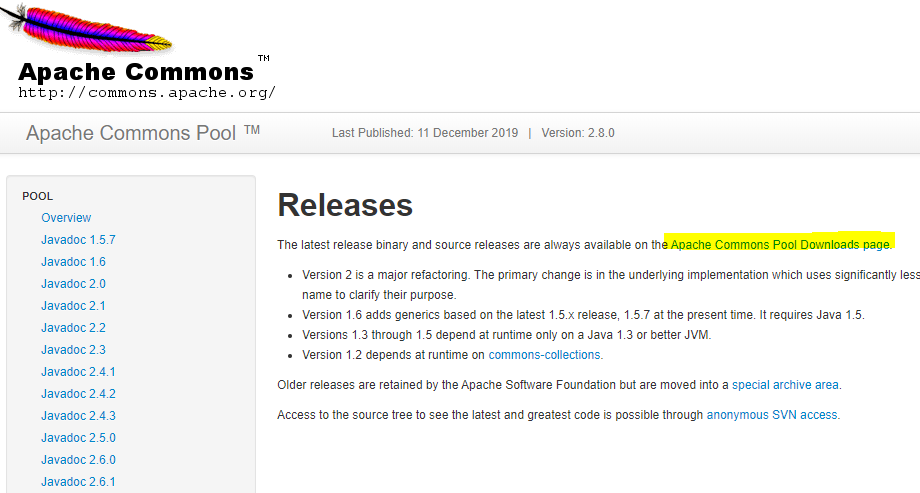 Apache Commons™
http://commons.apache.org/
Apache Commons Pool ™
Last Published: 11 December 2019 | Version: 2.8.0
POOL
Overview
Javadoc 1.5.7
Javadoc 1.6
Javadoc 2.0
Javadoc 2.1
Javadoc 2.2
Javadoc 2.3
Javadoc 2.4.1
Javadoc 2.4.2
Javadoc 2.4.3
Javadoc 2.5.0
Javadoc 2.6.0
Javadoc 2.6.1
Releases
The latest release binary and source releases are always available on the Apache Commons Pool Downloads page.
• Version 2 is a major refactoring. The primary change is in the underlying implementation which uses significantly less
name to clarify their purpose.
• Version 1.6 adds generics based on the latest 1.5.x release, 1.5.7 at the present time. It requires Java 1.5.
• Versions 1.3 through 1.5 depend at runtime only on a Java 1.3 or better JVM.
• Version 1.2 depends at runtime on commons-collections.
Older releases are retained by the Apache Software Foundation but are moved into a special archive area.
Access to the source tree to see the latest and greatest code is possible through anonymous SVN access.